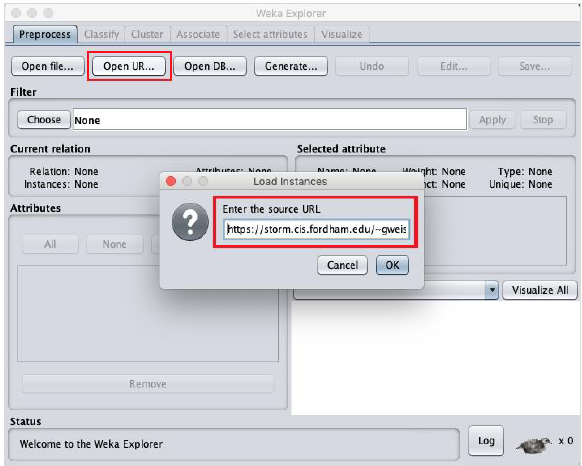 Weka Explorer
Preprocess Classify Cluster Associate Select attributes Visualize
Open file... Open UR... Open DB... Generate... Undo Edit... Save...
Filter
Choose None Apply Stop
Current relation Selected attribute
Relation: None Attributes: None Name: None Weight: None Type: None
Instances: None nct: None Unique: None
Load Instances
Attributes
Enter the source URL
All None
https://storm.cis.fordham.edu/~gweis
Cancel OK
Visualize All
Remove
Status
Welcome to the Weka Explorer
Log x 0